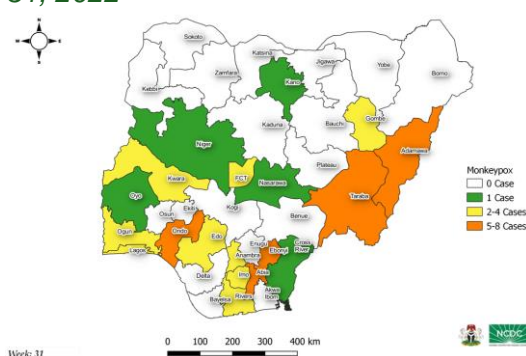 31, 2022
N
W
E
S
Sokoto
Katsina
Jigawa
Yobe
Borno
Zamfara
Kano
Kebbi
Kaduna
Bauchi
Gombe
Adamawa
Niger
Plateau
Kwara
FCT
Nasarawa
Taraba
Oyo
Kogi
Benue
Osun
Ekiti
Ogun
Ondo
Edo
Enugu
Ebonyi
Cross
River
Lagos
Anambra
Delta
Imo
Abia
Akwa
Ibom
Bayelsa
Rivers
Monkeypox
0 Case
1 Case
2-4 Cases
5-8 Cases
NCDC
Week: 31
0 100 200 300 400 km